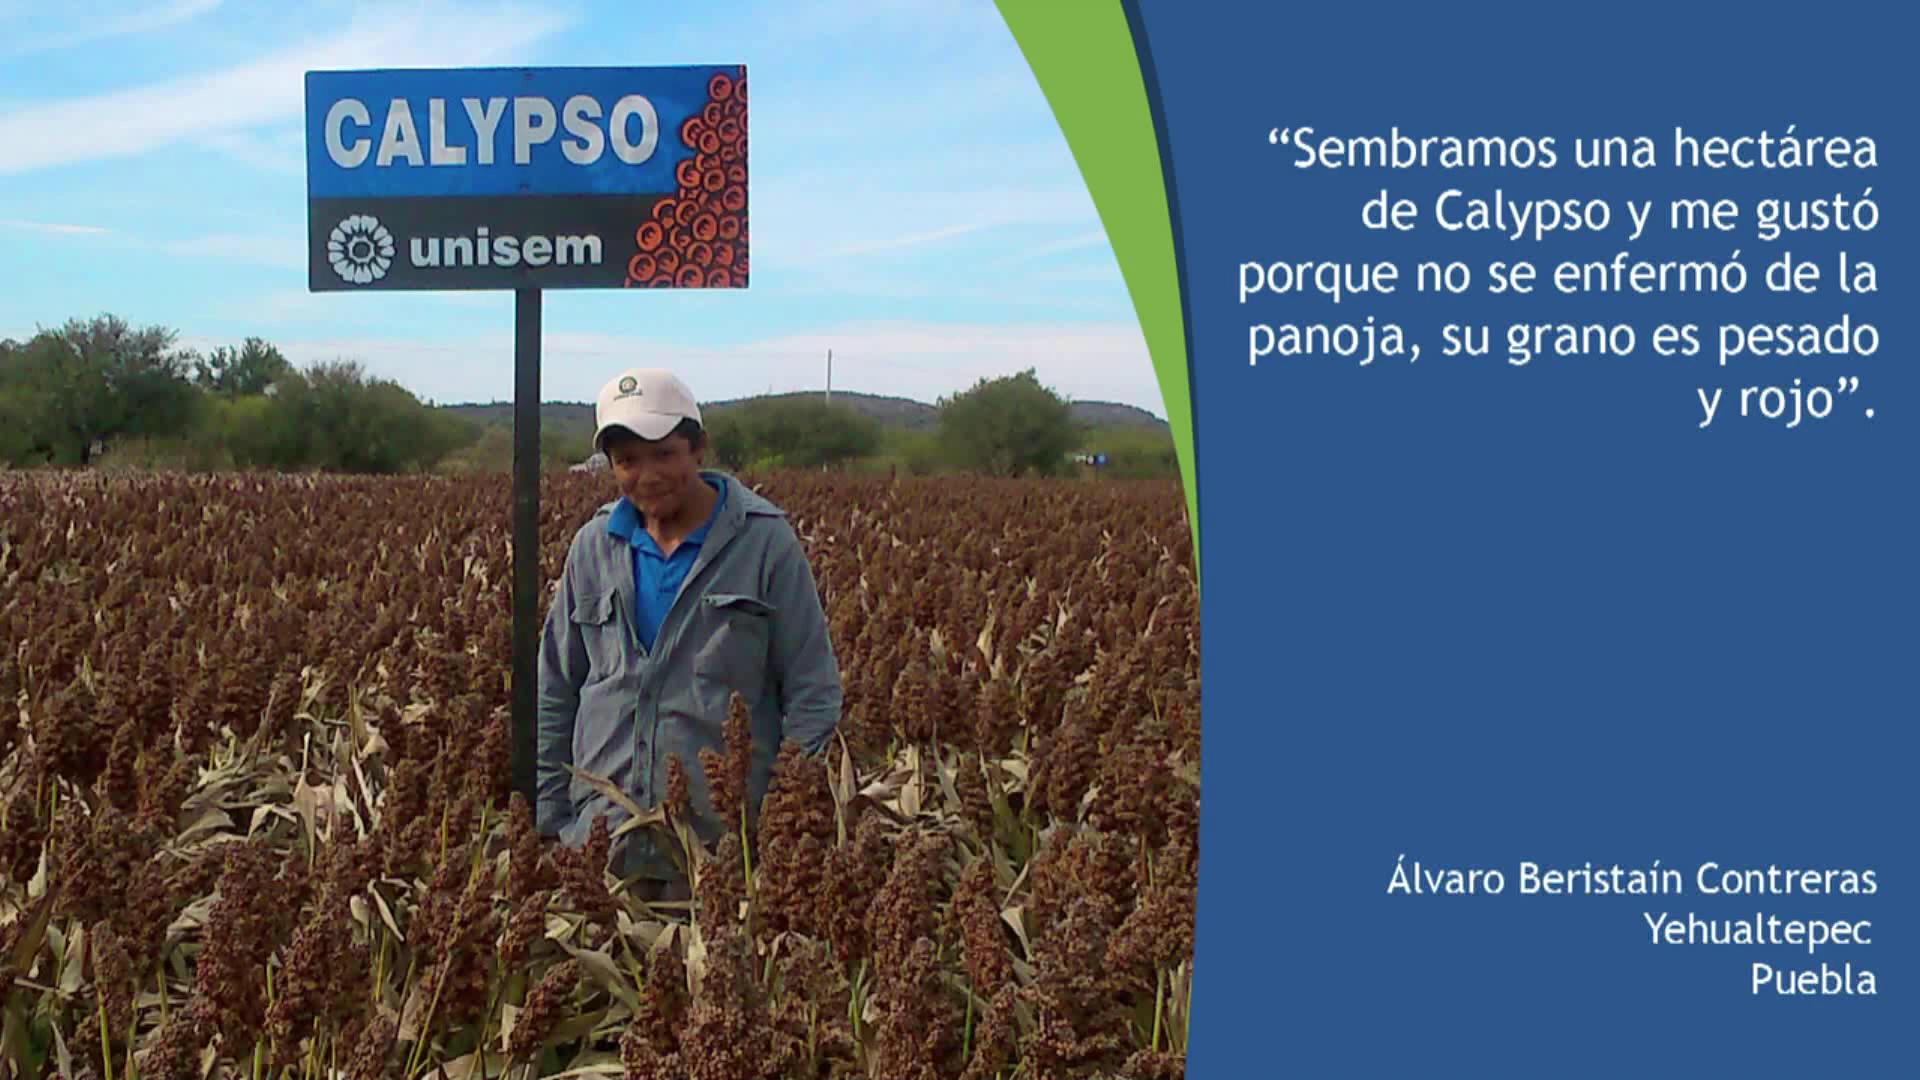 CALYPSO
unisem
“Sembramos una hectárea
de Calypso y me gustó
porque no se enfermó de la
panoja, su grano es pesado
y rojo”.
Álvaro Beristaín Contreras
Yehualtepec
Puebla